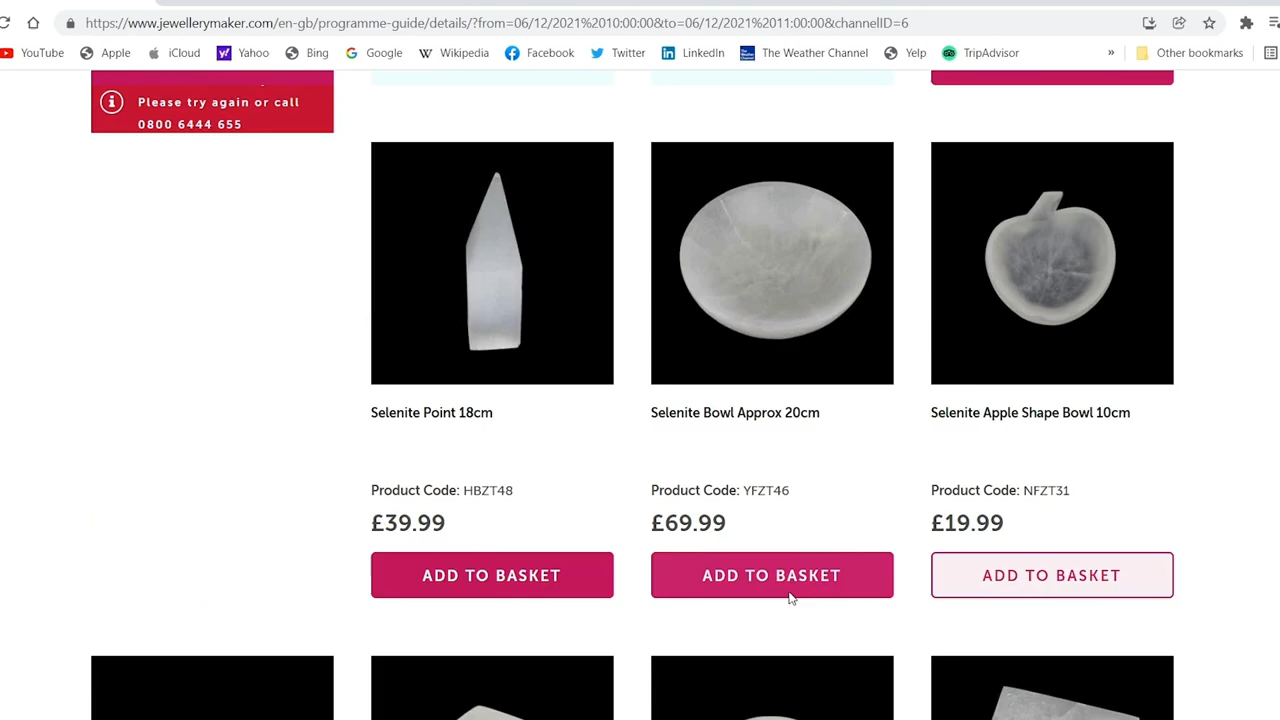 https://www.jewellerymaker.com/en-gb/programme-guide/details/?from=06/12/2021%2010:00:00&to=06/12/2021%2011:00:00&channelID=6
YouTube Apple iCloud Yahoo Bing Google Wikipedia Facebook Twitter LinkedIn The Weather Channel Yelp TripAdvisor » Other bookmarks
Please try again or call
0800 6444 655
Selenite Point 18cm
Product Code: HBZT48
£39.99
ADD TO BASKET
Selenite Bowl Approx 20cm
Product Code: YFZT46
£69.99
ADD TO BASKET
Selenite Apple Shape Bowl 10cm
Product Code: NFZT31
£19.99
ADD TO BASKET